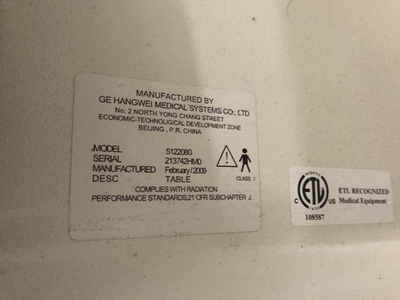 MANUFACTURED BY
GE HANGWEI MEDICAL SYSTEMS CO., LTD
No. 2 NORTH YONG CHANG STREET
ECONOMIC-TECHNOLIGICAL DEVELOPMENT ZONE
BEIJING, P.R. CHINA
MODEL 5122080
SERIAL 213742HM0
MANUFACTURED February/2009
DESC TABLE
CLASS I
COMPLIES WITH RADIATION
PERFORMANCE STANDARDS,21 CFR SUBCHAPTER J.
ETL
C US
108587
ETL RECOGNIZED
Medical Equipment